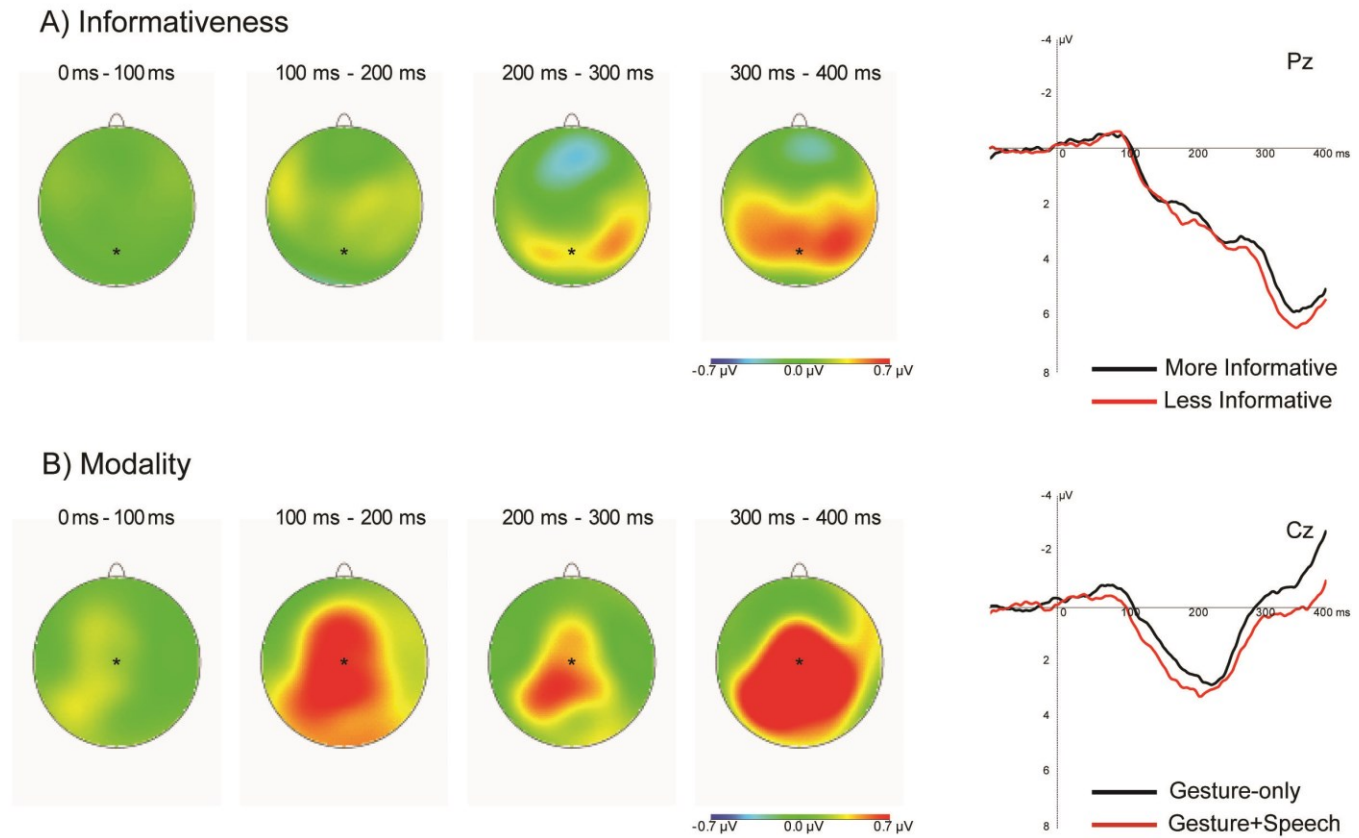 A) Informativeness
0 ms - 100 ms
100 ms - 200 ms
200 ms - 300 ms
300 ms - 400 ms
*
*
*
*
-0.7 µV
0.0 µV
0.7 µV
-4
µV
Pz
-2
0
100
200
300
400 ms
2
4
6
8
More Informative
Less Informative
B) Modality
0 ms - 100 ms
100 ms - 200 ms
200 ms - 300 ms
300 ms - 400 ms
*
*
*
*
-0.7 µV
0.0 µV
0.7 µV
-4
µV
Cz
-2
0
100
200
300
400 ms
2
4
6
8
Gesture-only
Gesture+Speech